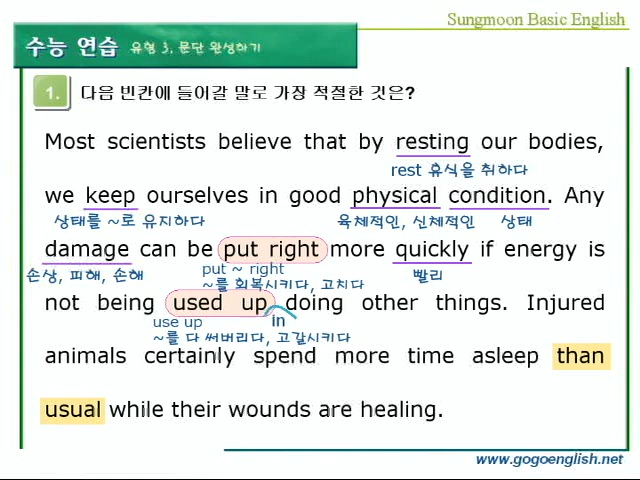 Sungmoon Basic English
수능 연습 유형 3. 문단 완성하기
1. 다음 빈칸에 들어갈 말로 가장 적절한 것은?
Most scientists believe that by resting our bodies,
rest 휴식을 취하다
we keep ourselves in good physical condition. Any
상태를 ~로 유지하다 육체적인, 신체적인 상태
damage can be put right more quickly if energy is
손상, 피해, 손해 put ~ right 빨리
~를 회복시키다, 고치다
not being used up doing other things. Injured
use up in
~를 다 써버리다, 고갈시키다
animals certainly spend more time asleep than
usual while their wounds are healing.
www.gogoenglish.net